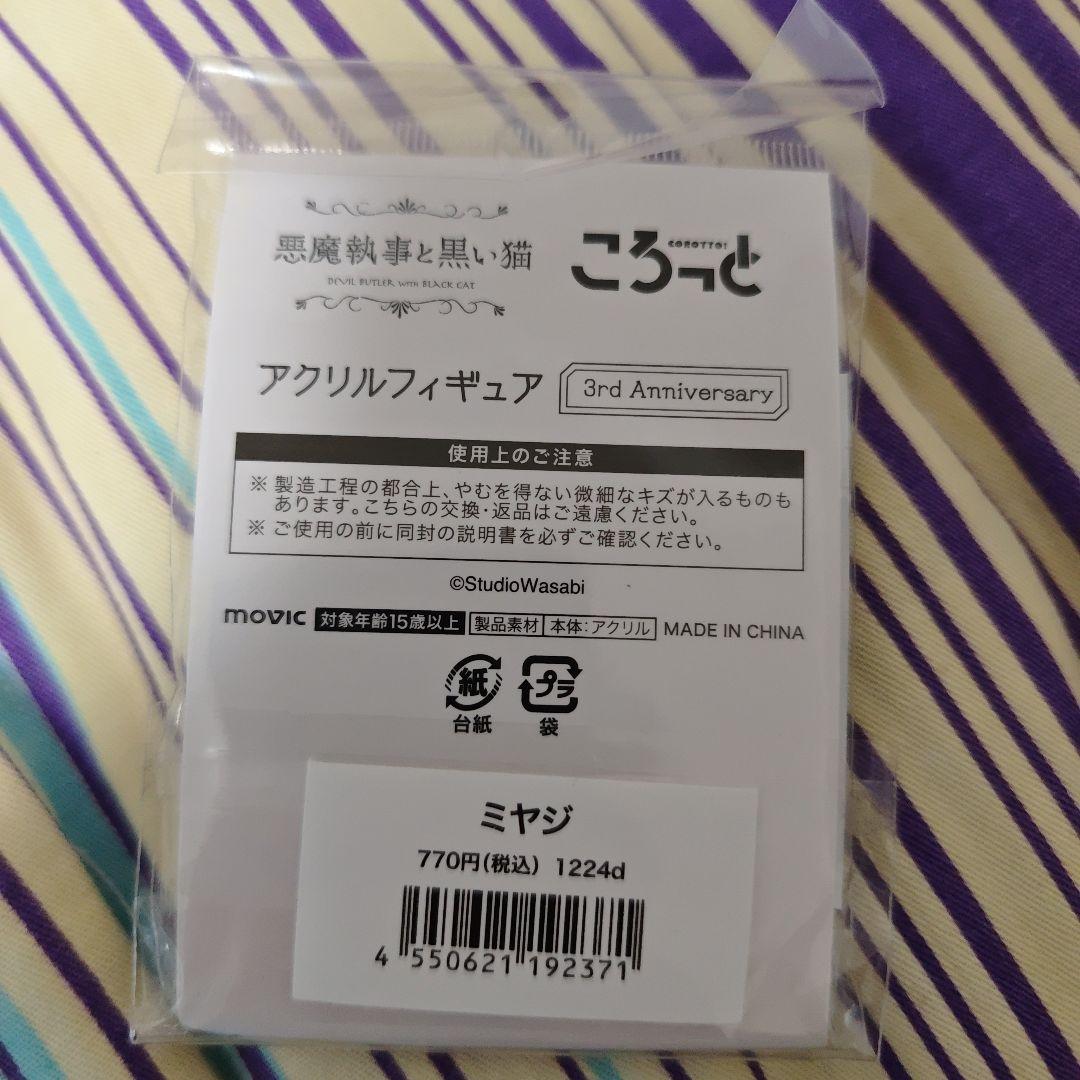 悪魔執事と黒い猫
DEVIL BUTLER with BLACK CAT
COROTTO!
ころっと
アクリルフィギュア 3rd Anniversary
使用上のご注意
※ 製造工程の都合上、やむを得ない微細なキズが入るものも
あります。こちらの交換・返品はご遠慮ください。
※ ご使用の前に同封の説明書を必ずご確認ください。
©StudioWasabi
movic 対象年齢15歳以上 製品素材 本体：アクリル MADE IN CHINA
紙 プラ
台紙 袋
ミヤジ
770円(税込) 1224d
4 550621 192371